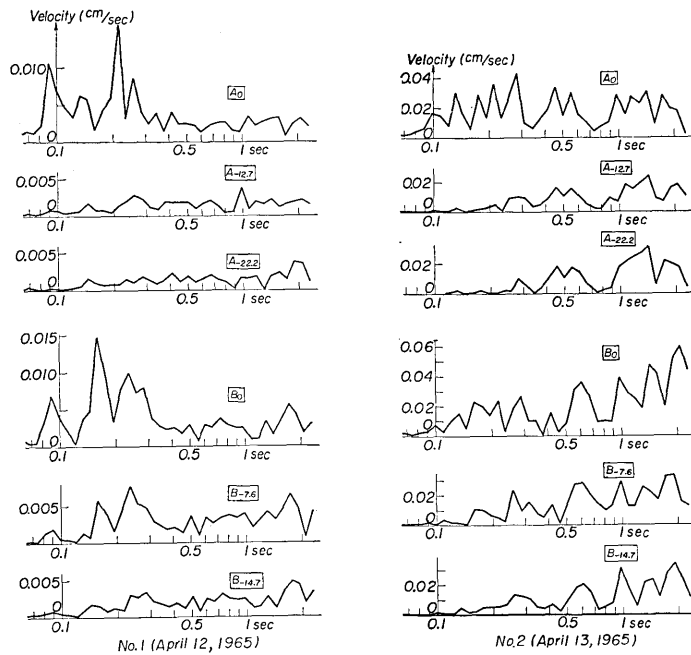 Velocity (cm/sec)
0.010
0
A₀
0.1
0.5
1 sec
0.005
0
A₋₁₂.₇
0.1
0.5
1 sec
0.005
0
A₋₂₂.₂
0.1
0.5
1 sec
0.015
0.010
0.005
0
B₀
0.1
0.5
1 sec
0.005
0
B₋₇.₆
0.1
0.5
1 sec
0.005
0
B₋₁₄.₇
0.1
0.5
1 sec
No.1 (April 12, 1965)
Velocity (cm/sec)
0.04
0.02
0
A₀
0.1
0.5
1 sec
0.02
0
A₋₁₂.₇
0.1
0.5
1 sec
0.02
0
A₋₂₂.₂
0.1
0.5
1 sec
0.06
0.04
0.02
0
B₀
0.1
0.5
1 sec
0.02
0
B₋₇.₆
0.1
0.5
1 sec
0.02
0
B₋₁₄.₇
0.1
0.5
1 sec
No.2 (April 13, 1965)